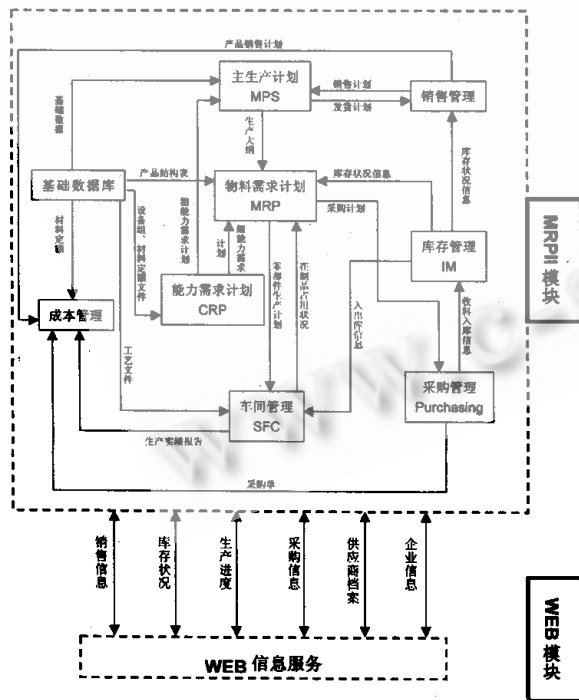 产品销售计划
主生产计划
MPS
销售计划
发货计划
销售管理
基础数据
生产大纲
库存状况信息
基础数据库
产品结构表
物料需求计划
MRP
库存状况信息
采购计划
MRPII 模块
材料定额
设备组、材料定额文件
超能力需求计划
超能力需求
计划
库存管理
IM
能力需求计划
CRP
零部件生产计划
在制品占用状况
入出库信息
收料入库信息
成本管理
工艺文件
车间管理
SFC
采购管理
Purchasing
生产实绩报告
采购单
销售信息
库存状况
生产进度
采购信息
供应商档案
企业信息
WEB 模块
WEB 信息服务